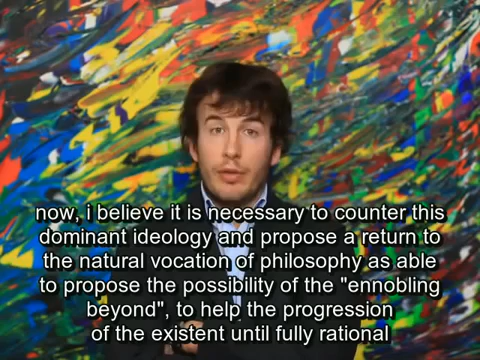 now, i believe it is necessary to counter this
dominant ideology and propose a return to
the natural vocation of philosophy as able
to propose the possibility of the "ennobling
beyond", to help the progression
of the existent until fully rational